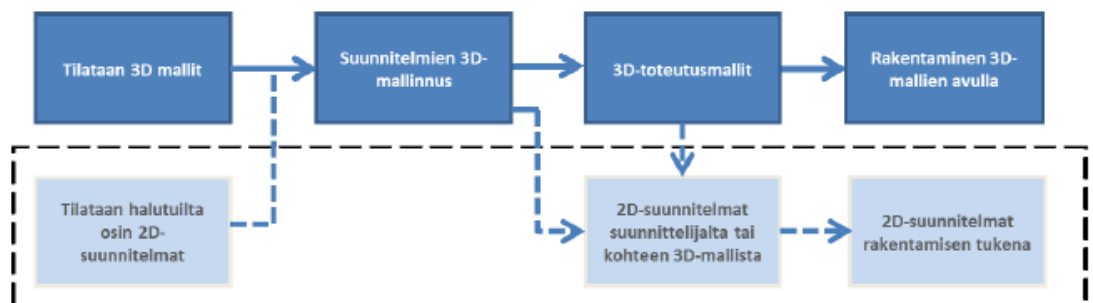 Tilataan 3D mallit
Suunnitelmien 3D-
mallinnus
3D-toteutusmallit
Rakentaminen 3D-
mallien avulla
Tilataan halutuilta
osin 2D-
suunnitelmat
2D-suunnitelmat
suunnittelijalta tai
kohteen 3D-mallista
2D-suunnitelmat
rakentamisen tukena